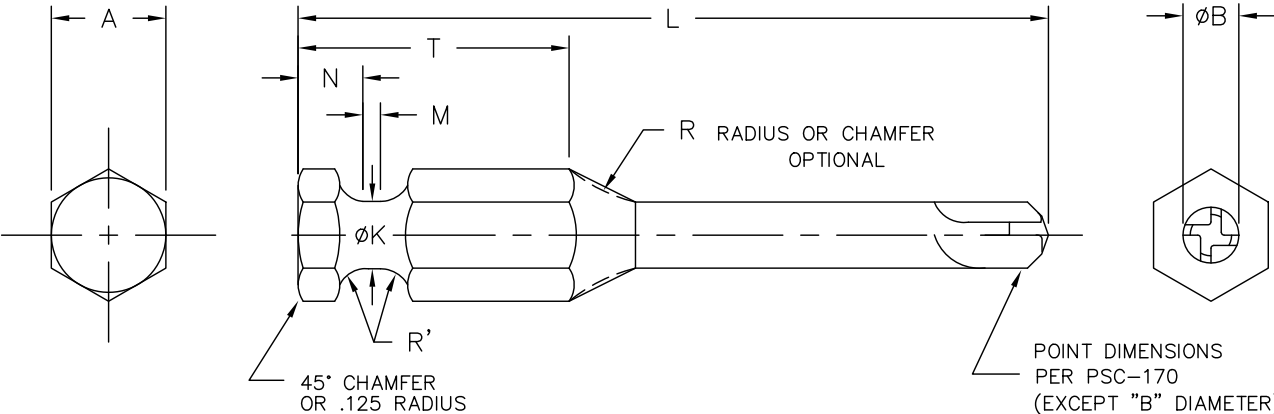 A
L
øB
T
N
M
R RADIUS OR CHAMFER
OPTIONAL
øK
R'
45° CHAMFER
OR .125 RADIUS
POINT DIMENSIONS
PER PSC-170
(EXCEPT "B" DIAMETER